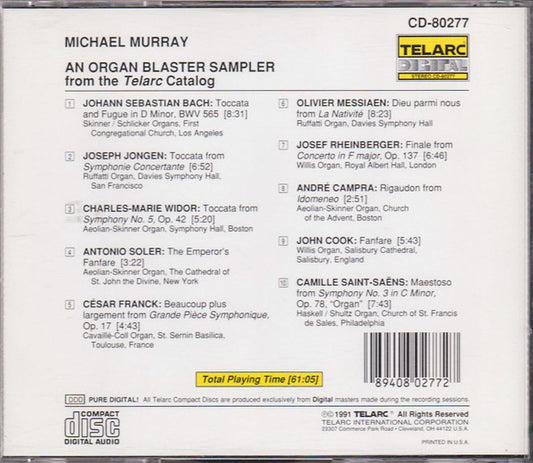 CD-80277
MICHAEL MURRAY
TELARC
DIGITAL
STEREO CD-80277
AN ORGAN BLASTER SAMPLER
from the Telarc Catalog
1 JOHANN SEBASTIAN BACH: Toccata
and Fugue in D Minor, BWV 565 [8:31]
Skinner / Schlicker Organs, First
Congregational Church, Los Angeles
2 JOSEPH JONGEN: Toccata from
Symphonie Concertante [6:52]
Ruffatti Organ, Davies Symphony Hall,
San Francisco
3 CHARLES-MARIE WIDOR: Toccata from
Symphony No. 5, Op. 42 [5:20]
Aeolian-Skinner Organ, Symphony Hall, Boston
4 ANTONIO SOLER: The Emperor's
Fanfare [3:22]
Aeolian-Skinner Organ, The Cathedral of
St. John the Divine, New York
5 CÉSAR FRANCK: Beaucoup plus
largement from Grande Pièce Symphonique,
Op. 17 [4:43]
Cavaillé-Coll Organ, St. Sernin Basilica,
Toulouse, France
6 OLIVIER MESSIAEN: Dieu parmi nous
from La Nativité [8:23]
Ruffatti Organ, Davies Symphony Hall
7 JOSEF RHEINBERGER: Finale from
Concerto in F major, Op. 137 [6:46]
Willis Organ, Royal Albert Hall, London
8 ANDRÉ CAMPRA: Rigaudon from
Idomeneo [2:51]
Aeolian-Skinner Organ, Church
of the Advent, Boston
9 JOHN COOK: Fanfare [5:43]
Willis Organ, Salisbury Cathedral,
Salisbury, England
10 CAMILLE SAINT-SAËNS: Maestoso
from Symphony No. 3 in C Minor,
Op. 78, "Organ" [7:43]
Haskell / Shultz Organ, Church of St. Francis
de Sales, Philadelphia
Total Playing Time [61:05]
89408 02772
DDD PURE DIGITAL! All Telarc Compact Discs are produced exclusively from Digital masters made during the recording sessions.
COMPACT
disc
DIGITAL AUDIO
℗© 1991 TELARC® All Rights Reserved
TELARC INTERNATIONAL CORPORATION
23307 Commerce Park Road • Cleveland, OH 44122 U.S.A.
PRINTED IN U.S.A.